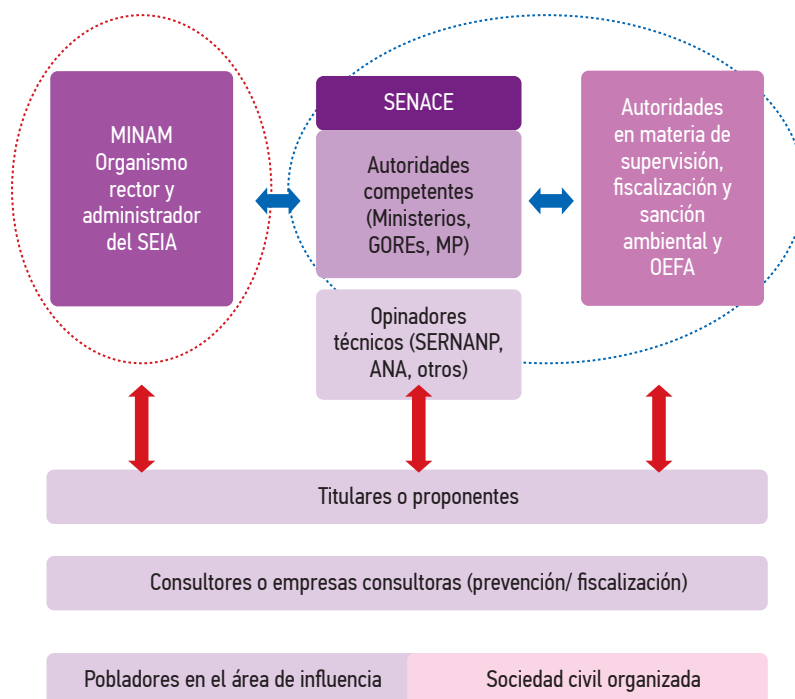 MINAM
Organismo
rector y
administrador
del SEIA
SENACE
Autoridades
competentes
(Ministerios,
GOREs, MP)
Opinadores
técnicos (SERNANP,
ANA, otros)
Autoridades
en materia de
supervisión,
fiscalización y
sanción
ambiental y
OEFA
Titulares o proponentes
Consultores o empresas consultoras (prevención/ fiscalización)
Pobladores en el área de influencia
Sociedad civil organizada